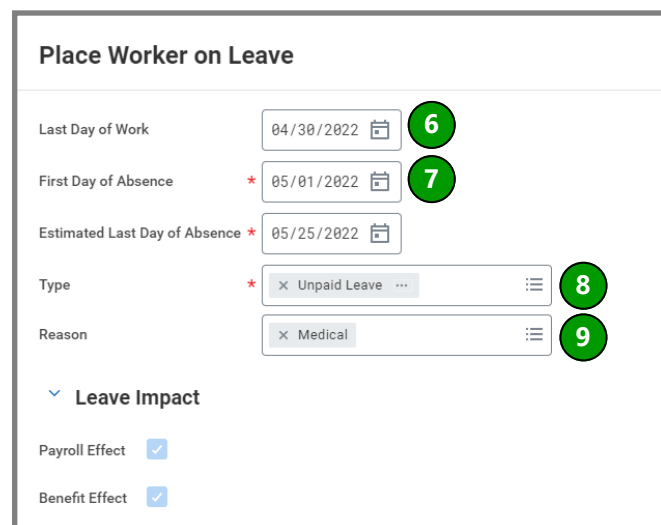 Place Worker on Leave
Last Day of Work 04/30/2022 6
First Day of Absence * 05/01/2022 7
Estimated Last Day of Absence * 05/25/2022
Type * × Unpaid Leave ··· 8
Reason × Medical 9
Leave Impact
Payroll Effect
Benefit Effect